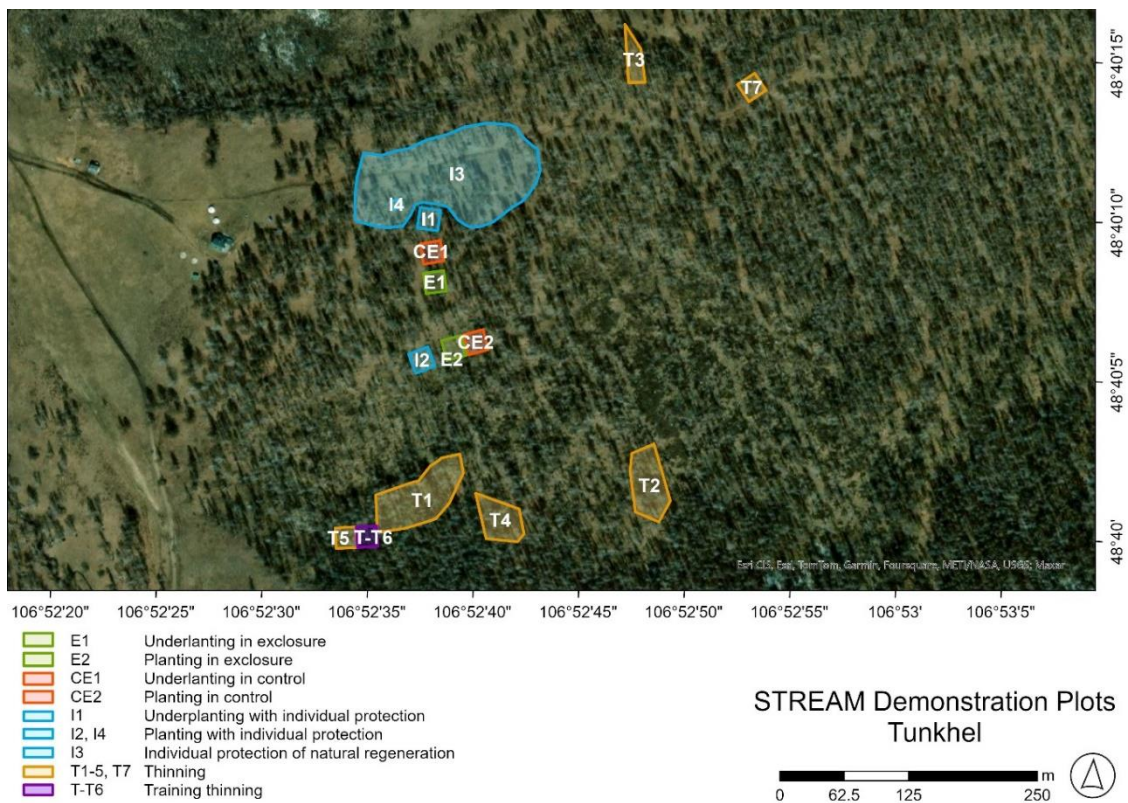 T3
T7
48°40'15"
I3
I4
I1
48°40'10"
CE1
E1
CE2
E2
I2
48°40'5"
T1
T2
T4
T5
T-T6
48°40'
Esri CIS, Esri, TomTom, Garmin, Foursquare, METI/NASA, USGS; Maxar
106°52'20" 106°52'25" 106°52'30" 106°52'35" 106°52'40" 106°52'45" 106°52'50" 106°52'55" 106°53' 106°53'5"
E1 Underlanting in exclosure
E2 Planting in exclosure
CE1 Underlanting in control
CE2 Planting in control
I1 Underplanting with individual protection
I2, I4 Planting with individual protection
I3 Individual protection of natural regeneration
T1-5, T7 Thinning
T-T6 Training thinning
STREAM Demonstration Plots
Tunkhel
m
0 62.5 125 250